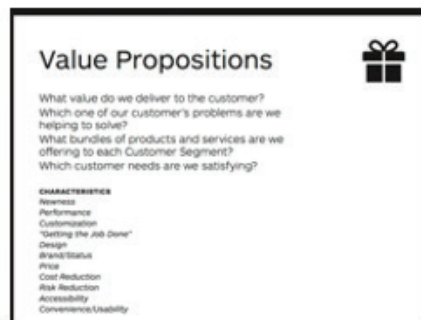 Value Propositions
What value do we deliver to the customer?
Which one of our customer's problems are we
helping to solve?
What bundles of products and services are we
offering to each Customer Segment?
Which customer needs are we satisfying?
CHARACTERISTICS
Newness
Performance
Customization
"Getting the Job Done"
Design
Brand/Status
Price
Cost Reduction
Risk Reduction
Accessibility
Convenience/Usability